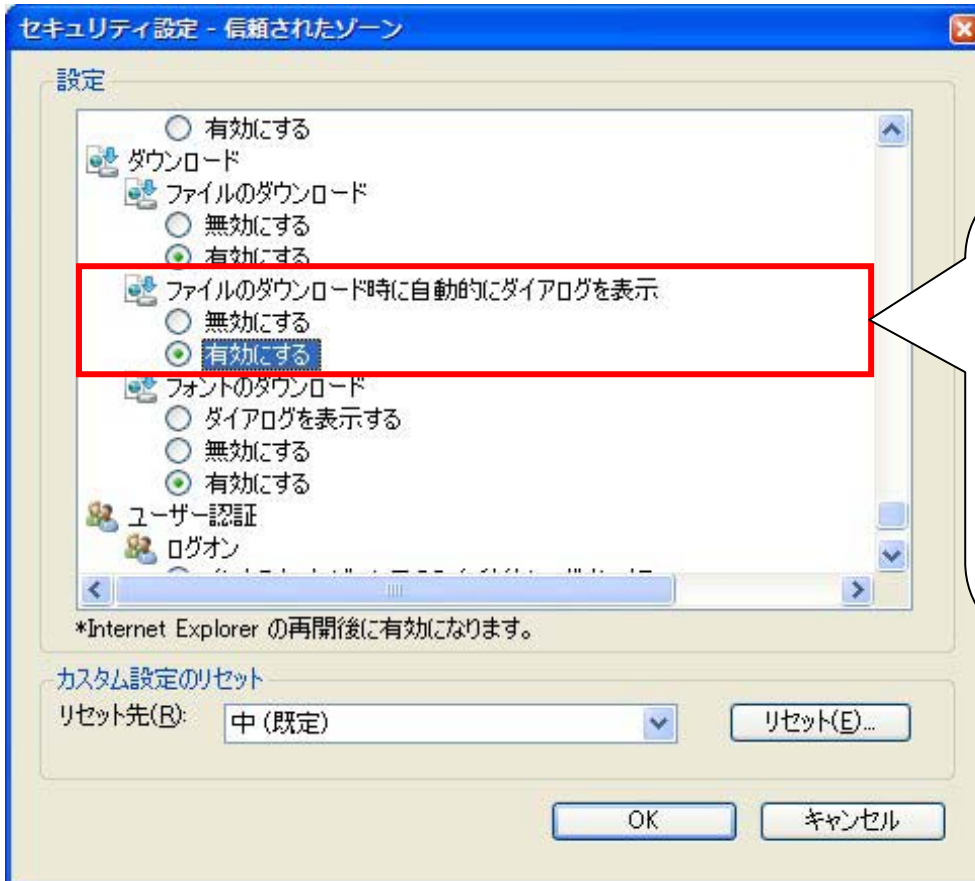 セキュリティ設定 - 信頼されたゾーン
設定
有効にする
ダウンロード
ファイルのダウンロード
無効にする
有効にする
ファイルのダウンロード時に自動的にダイアログを表示
無効にする
有効にする
フォントのダウンロード
ダイアログを表示する
無効にする
有効にする
ユーザー認証
ログオン
*Internet Explorer の再開後に有効になります。
カスタム設定のリセット
リセット先(R): 中 (既定) リセット(E)...
OK キャンセル